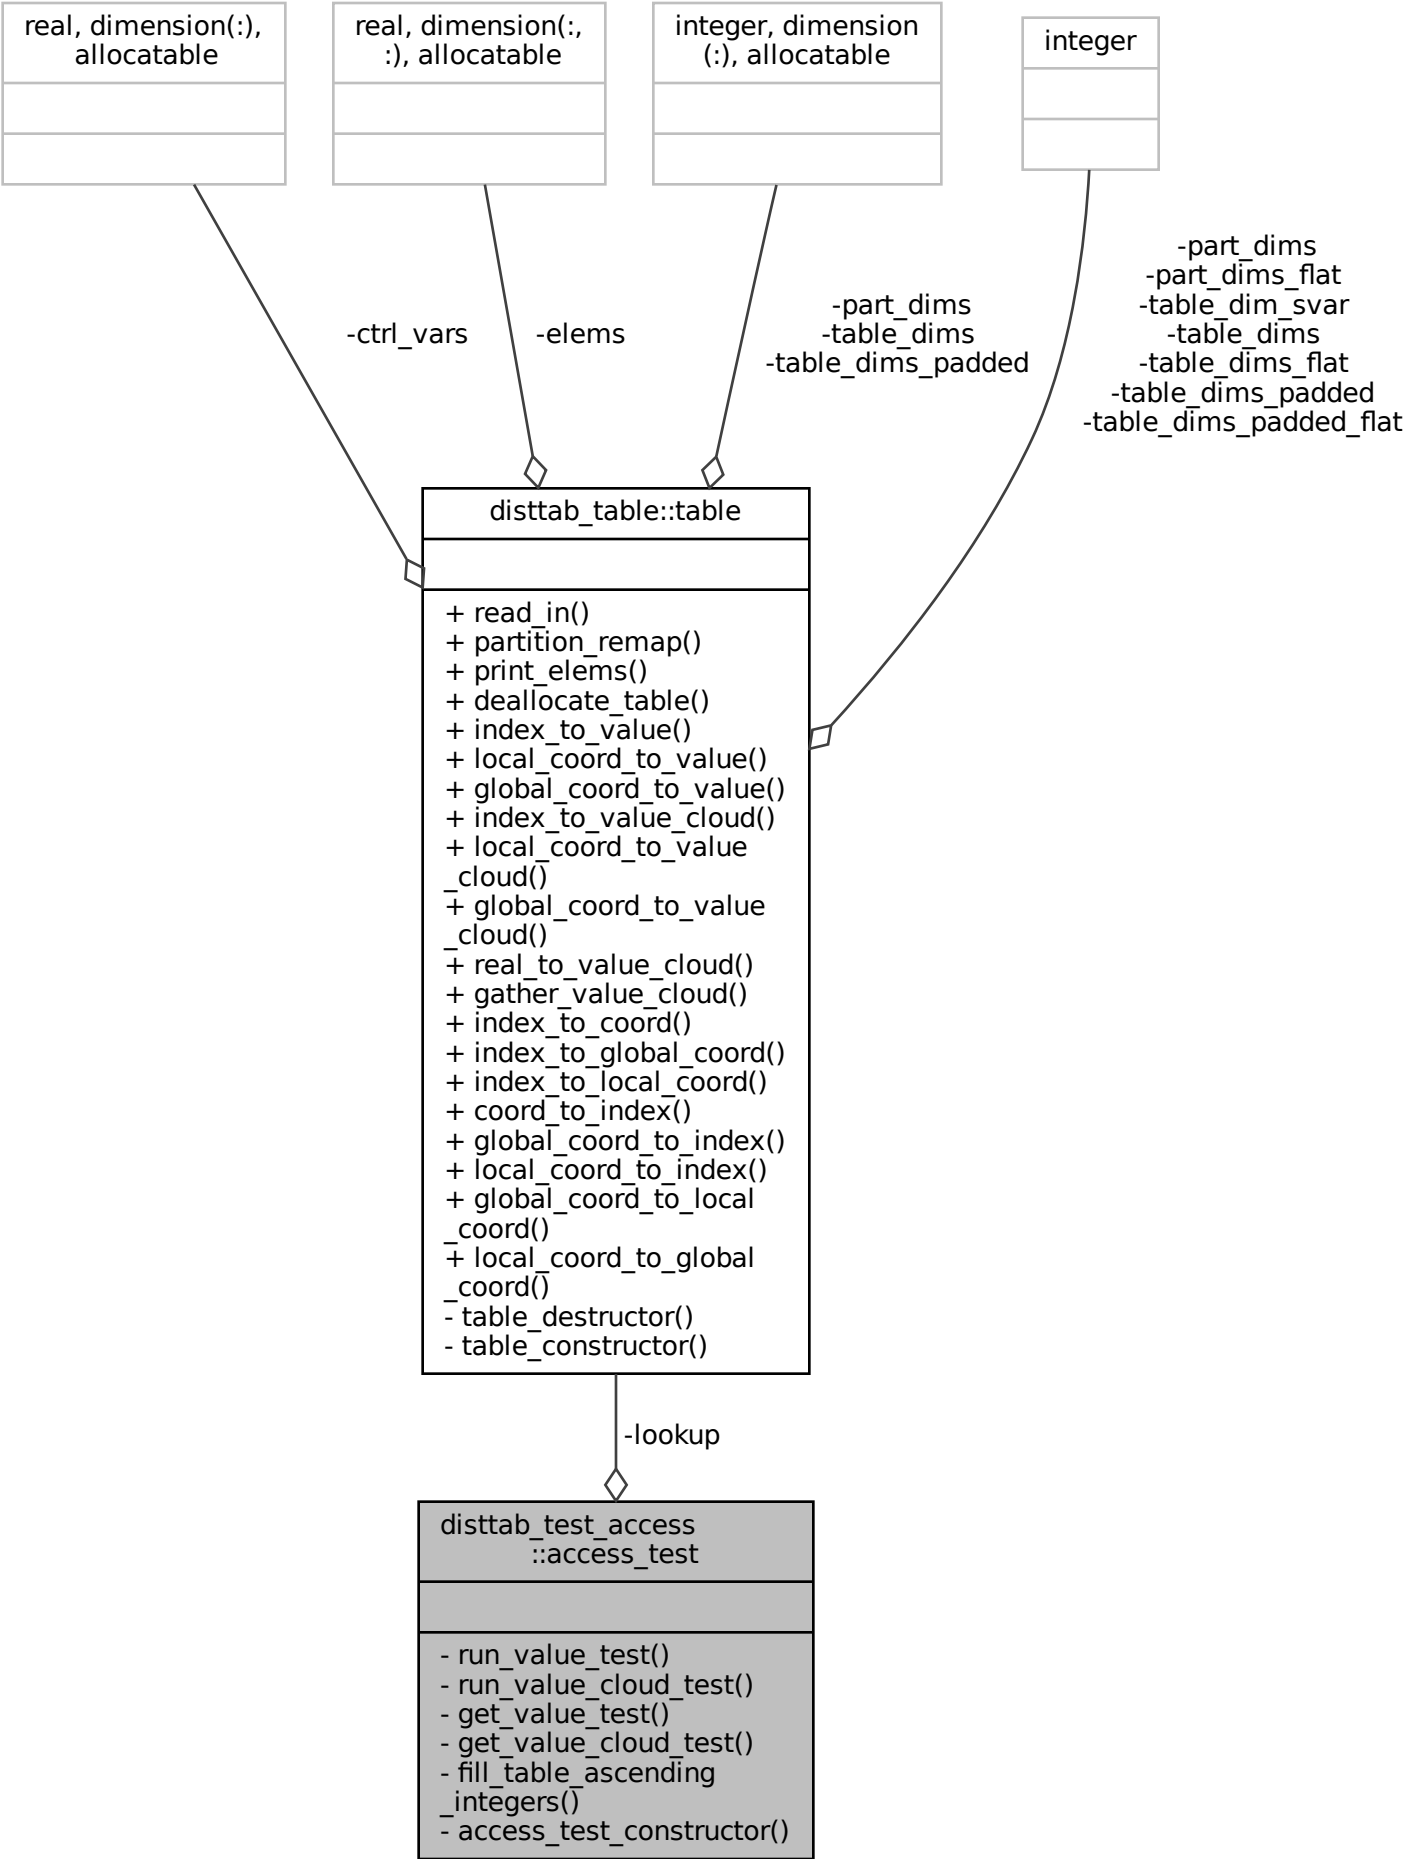 real, dimension(:),
allocatable
real, dimension(:,
:), allocatable
integer, dimension
(:), allocatable
integer
-ctrl_vars
-elems
-part_dims
-table_dims
-table_dims_padded
-part_dims
-part_dims_flat
-table_dim_svar
-table_dims
-table_dims_flat
-table_dims_padded
-table_dims_padded_flat
disttab_table::table
+ read_in()
+ partition_remap()
+ print_elems()
+ deallocate_table()
+ index_to_value()
+ local_coord_to_value()
+ global_coord_to_value()
+ index_to_value_cloud()
+ local_coord_to_value
_cloud()
+ global_coord_to_value
_cloud()
+ real_to_value_cloud()
+ gather_value_cloud()
+ index_to_coord()
+ index_to_global_coord()
+ index_to_local_coord()
+ coord_to_index()
+ global_coord_to_index()
+ local_coord_to_index()
+ global_coord_to_local
_coord()
+ local_coord_to_global
_coord()
- table_destructor()
- table_constructor()
-lookup
disttab_test_access
::access_test
- run_value_test()
- run_value_cloud_test()
- get_value_test()
- get_value_cloud_test()
- fill_table_ascending
_integers()
- access_test_constructor()